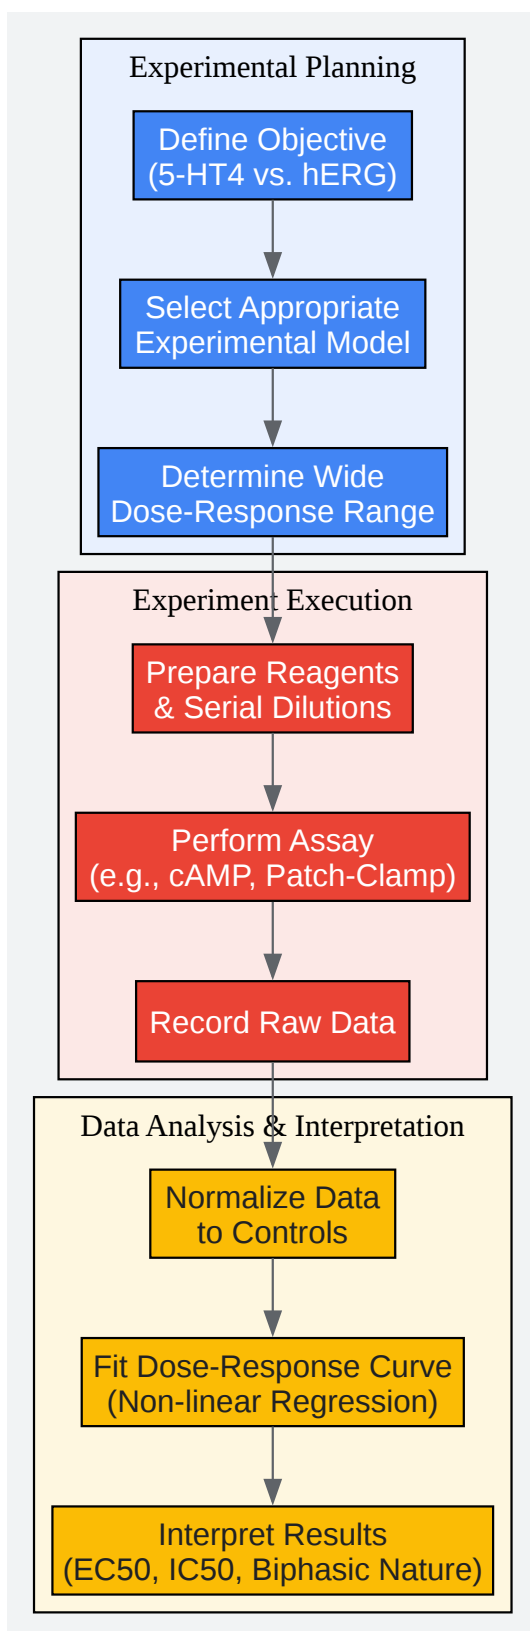 Experimental Planning
Define Objective
(5-HT4 vs. hERG)
Select Appropriate
Experimental Model
Determine Wide
Dose-Response Range
Experiment Execution
Prepare Reagents
& Serial Dilutions
Perform Assay
(e.g., cAMP, Patch-Clamp)
Record Raw Data
Data Analysis & Interpretation
Normalize Data
to Controls
Fit Dose-Response Curve
(Non-linear Regression)
Interpret Results
(EC50, IC50, Biphasic Nature)